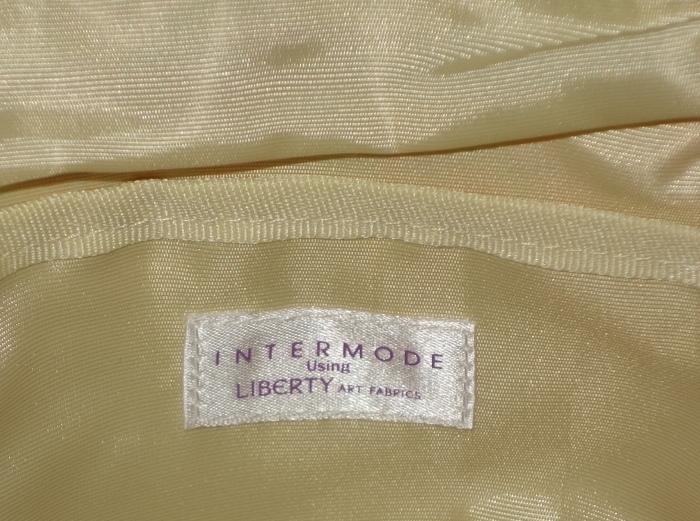 INTERMODE
Using
LIBERTY ART FABRICS